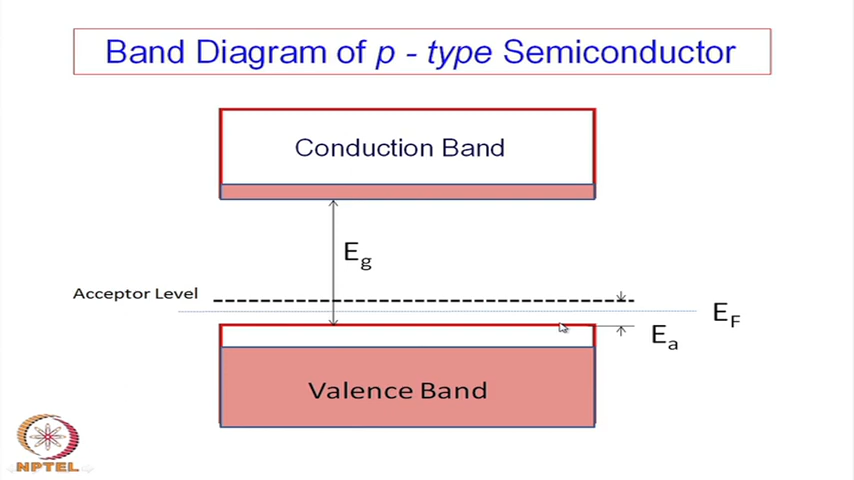 Band Diagram of p - type Semiconductor
Conduction Band
Eg
Acceptor Level
EF
Ea
Valence Band
NPTEL